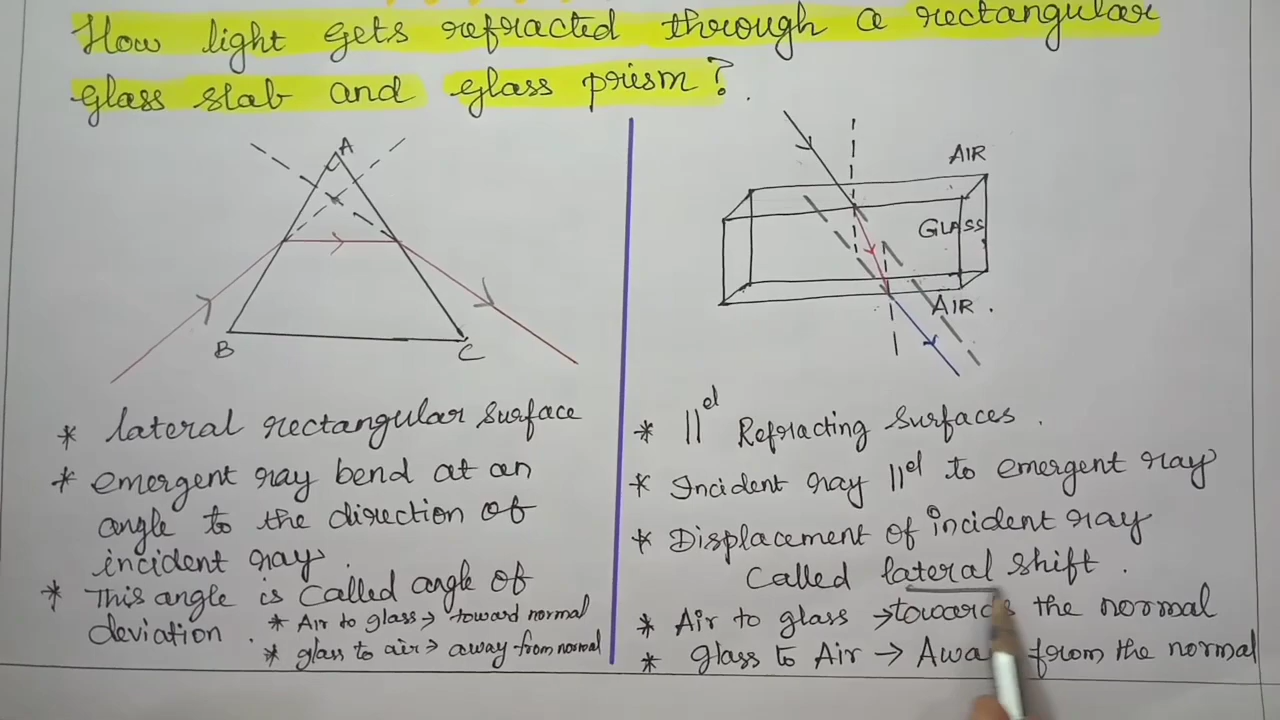 How light gets refracted through a rectangular
glass slab and glass prism?
A
B
C
* lateral rectangular surface
* emergent ray bend at an
angle to the direction of
incident ray.
* This angle is called angle of
deviation.
* Air to glass → toward normal
* glass to air → away from normal
AIR
GLASS
AIR.
* ||el Refracting surfaces.
* Incident ray ||el to emergent ray
* Displacement of incident ray
called lateral shift.
* Air to glass → towards the normal
* glass to Air → Away from the normal